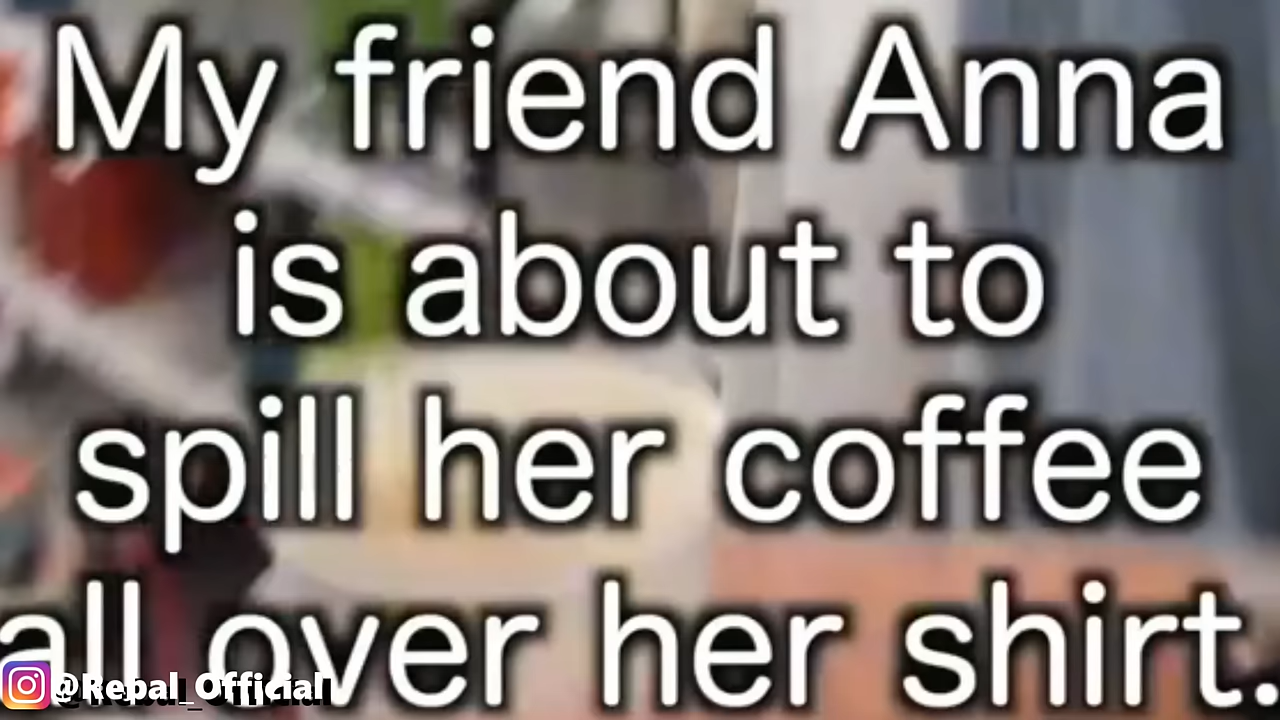 My friend Anna
is about to
spill her coffee
all over her shirt.
@Repal_Official